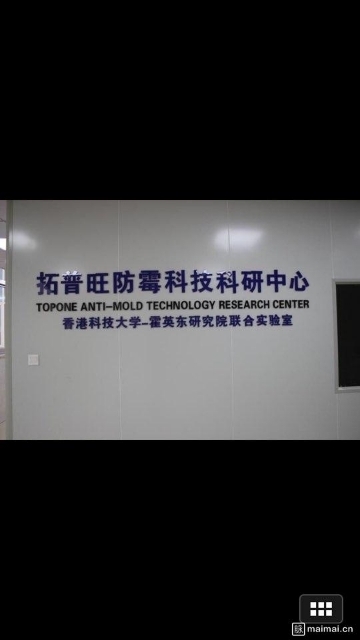 拓普旺防霉科技科研中心
TOPONE ANTI-MOLD TECHNOLOGY RESEARCH CENTER
香港科技大学-霍英东研究院联合实验室
脉 maimai.cn